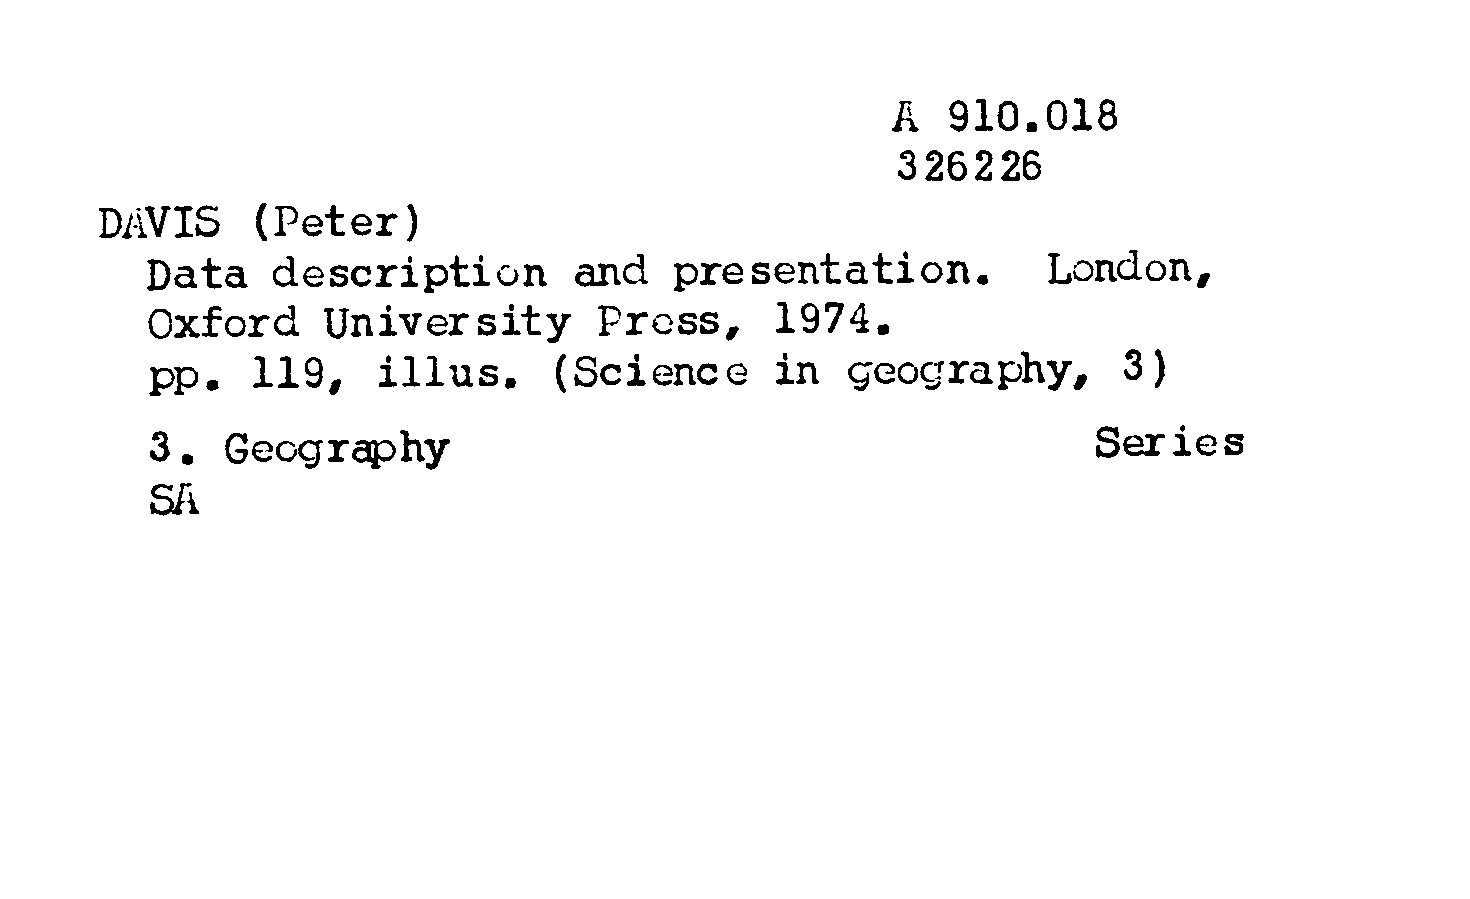 A 910.018
326226
DAVIS (Peter)
Data description and presentation. London,
Oxford University Press, 1974.
pp. 119, illus. (Science in geography, 3)
3. Geography Series
SA